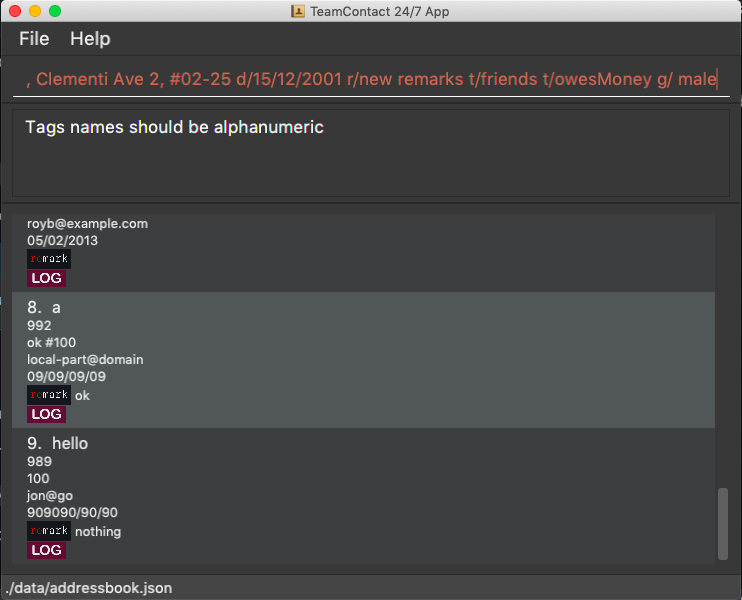 TeamContact 24/7 App
File Help
, Clementi Ave 2, #02-25 d/15/12/2001 r/new remarks t/friends t/owesMoney g/ male
Tags names should be alphanumeric
royb@example.com
05/02/2013
remark
LOG
8. a
992
ok #100
local-part@domain
09/09/09/09
remark ok
LOG
9. hello
989
100
jon@go
909090/90/90
remark nothing
LOG
./data/addressbook.json